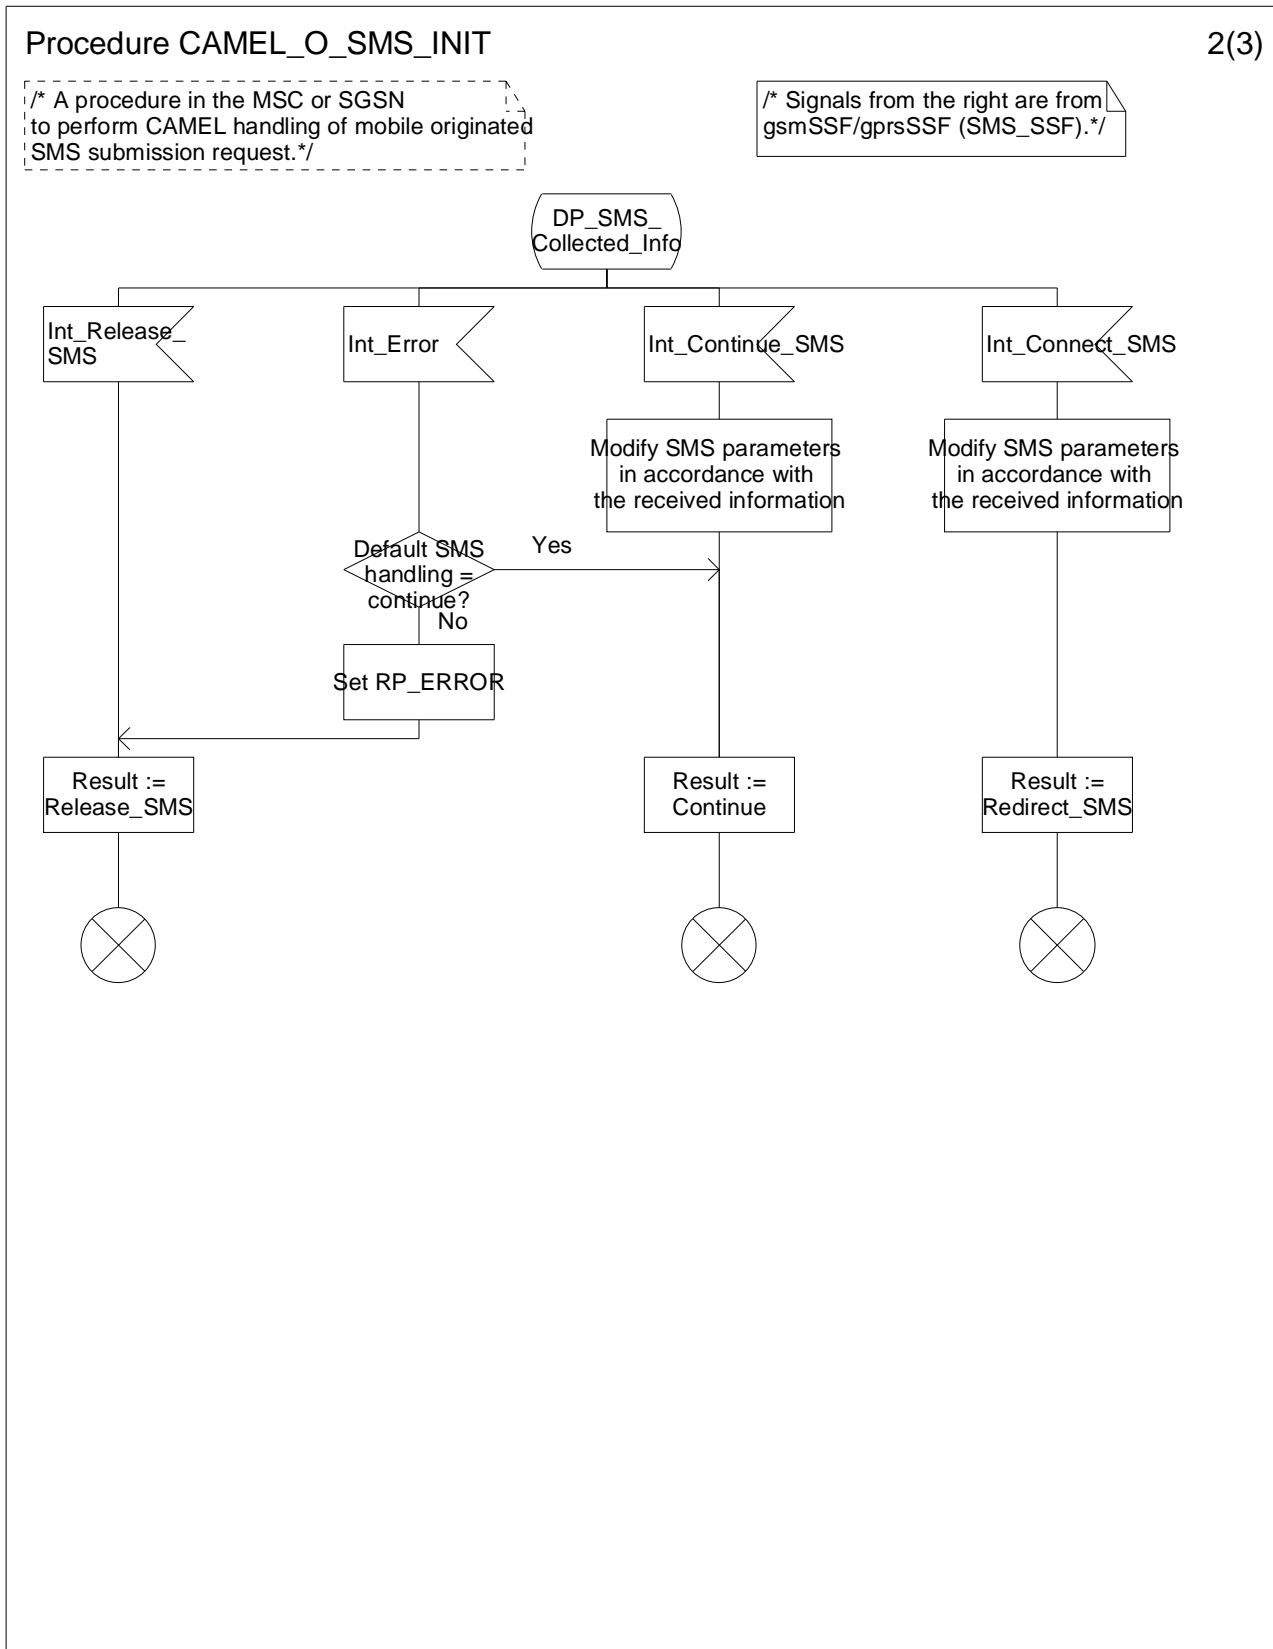 Procedure CAMEL_O_SMS_INIT
2(3)
/* A procedure in the MSC or SGSN
to perform CAMEL handling of mobile originated
SMS submission request.*/
/* Signals from the right are from
gsmSSF/gprsSSF (SMS_SSF).*/
DP_SMS_
Collected_Info
Int_Release_
SMS
Int_Error
Int_Continue_SMS
Int_Connect_SMS
Modify SMS parameters
in accordance with
the received information
Modify SMS parameters
in accordance with
the received information
Default SMS
handling =
continue?
Yes
No
Set RP_ERROR
Result :=
Release_SMS
Result :=
Continue
Result :=
Redirect_SMS